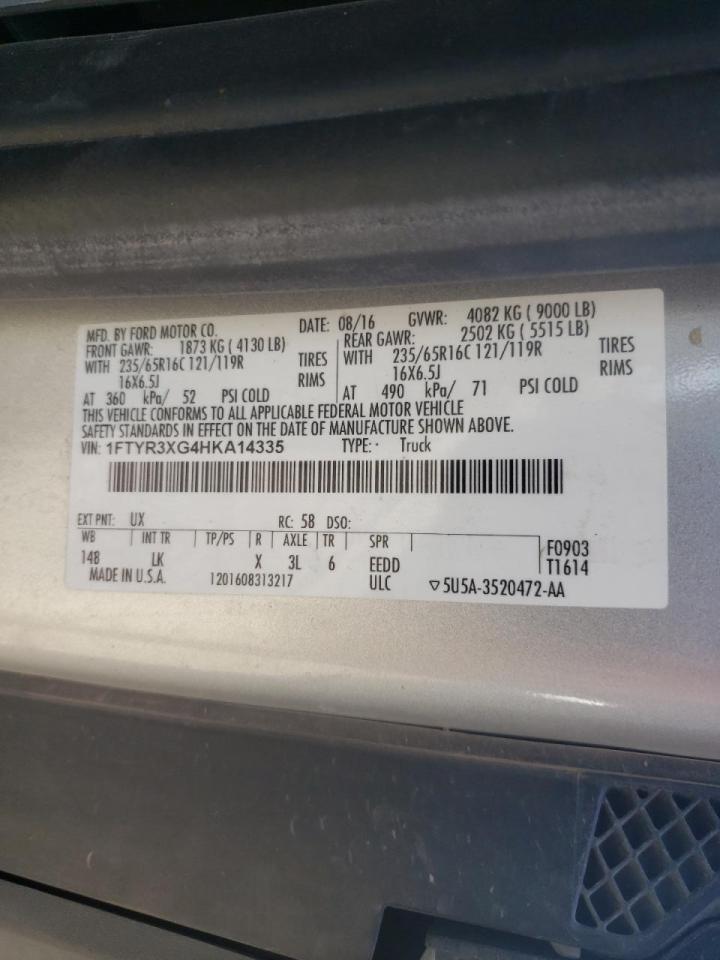 MFD. BY FORD MOTOR CO. DATE: 08/16 GVWR: 4082 KG ( 9000 LB)
FRONT GAWR: 1873 KG ( 4130 LB) REAR GAWR: 2502 KG ( 5515 LB)
WITH 235/65R16C 121/119R TIRES WITH 235/65R16C 121/119R TIRES
16X6.5J RIMS 16X6.5J RIMS
AT 360 kPa/ 52 PSI COLD AT 490 kPa/ 71 PSI COLD
THIS VEHICLE CONFORMS TO ALL APPLICABLE FEDERAL MOTOR VEHICLE
SAFETY STANDARDS IN EFFECT ON THE DATE OF MANUFACTURE SHOWN ABOVE.
VIN: 1FTYR3XG4HKA14335 TYPE: Truck
EXT PNT: UX RC: 58 DSO:
WB INT TR TP/PS R AXLE TR SPR F0903
148 LK X 3L 6 EEDD T1614
MADE IN U.S.A. 1201608313217 ULC ▽5U5A-3520472-AA